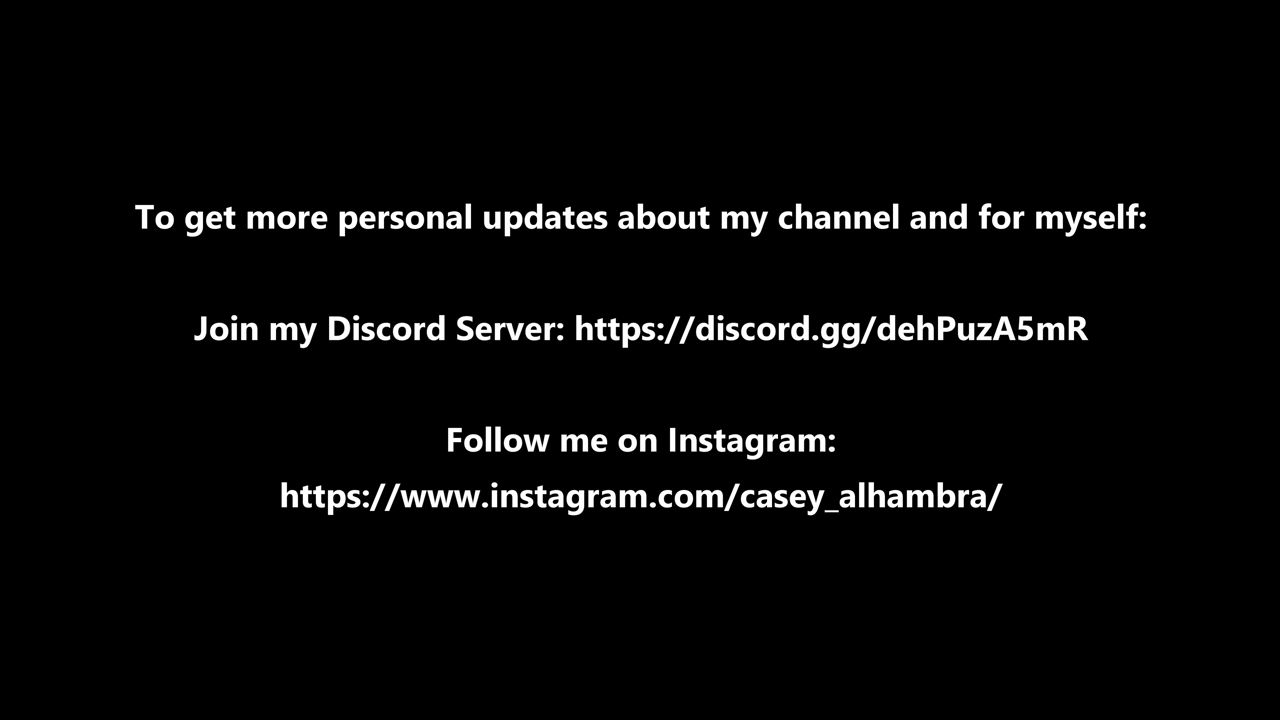 To get more personal updates about my channel and for myself:
Join my Discord Server: https://discord.gg/dehPuzA5mR
Follow me on Instagram:
https://www.instagram.com/casey_alhambra/